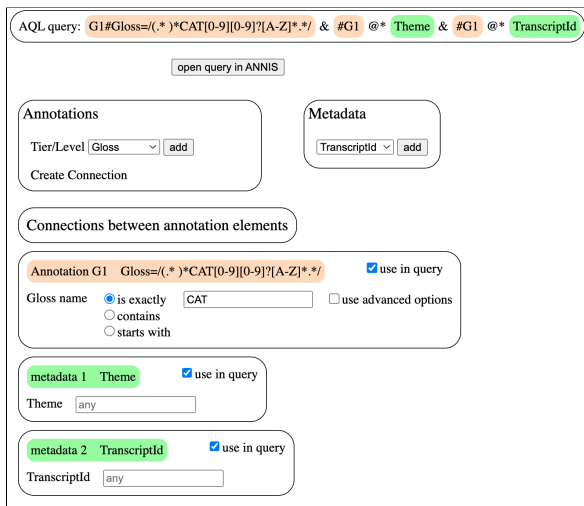 AQL query: G1#Gloss=/(.* )*CAT[0-9][0-9]?[A-Z]*.*/ & #G1 @* Theme & #G1 @* TranscriptId
open query in ANNIS
Annotations
Metadata
Tier/Level Gloss add
TranscriptId add
Create Connection
Connections between annotation elements
Annotation G1 Gloss=/(.* )*CAT[0-9][0-9]?[A-Z]*.*/ use in query
Gloss name is exactly CAT use advanced options
contains
starts with
metadata 1 Theme use in query
Theme any
metadata 2 TranscriptId use in query
TranscriptId any